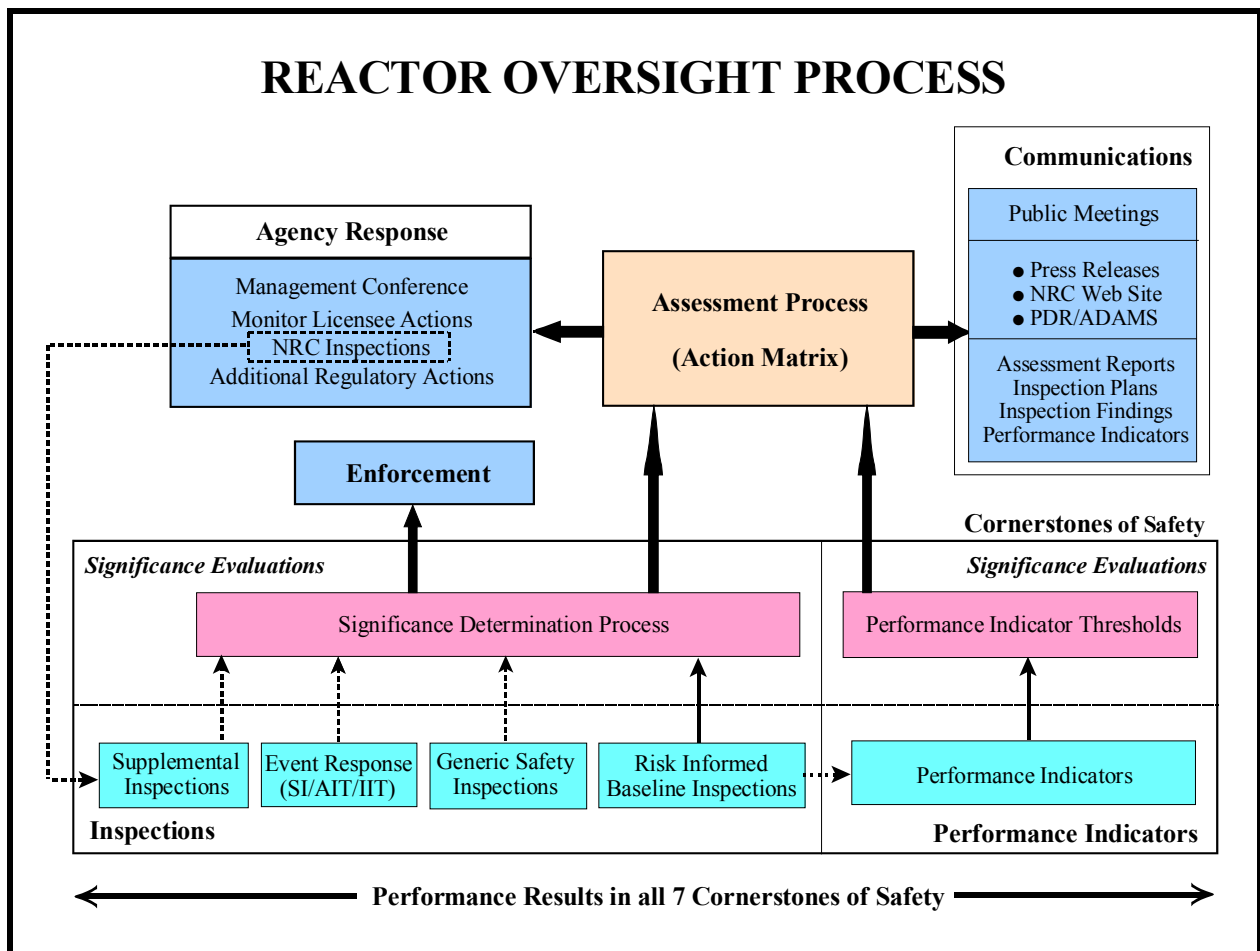 REACTOR OVERSIGHT PROCESS
Communications
Public Meetings
● Press Releases
● NRC Web Site
● PDR/ADAMS
Assessment Reports
Inspection Plans
Inspection Findings
Performance Indicators
Agency Response
Management Conference
Monitor Licensee Actions
NRC Inspections
Additional Regulatory Actions
Assessment Process
(Action Matrix)
Enforcement
Cornerstones of Safety
Significance Evaluations
Significance Evaluations
Significance Determination Process
Performance Indicator Thresholds
Supplemental
Inspections
Event Response
(SI/AIT/IIT)
Generic Safety
Inspections
Risk Informed
Baseline Inspections
Performance Indicators
Inspections
Performance Indicators
Performance Results in all 7 Cornerstones of Safety